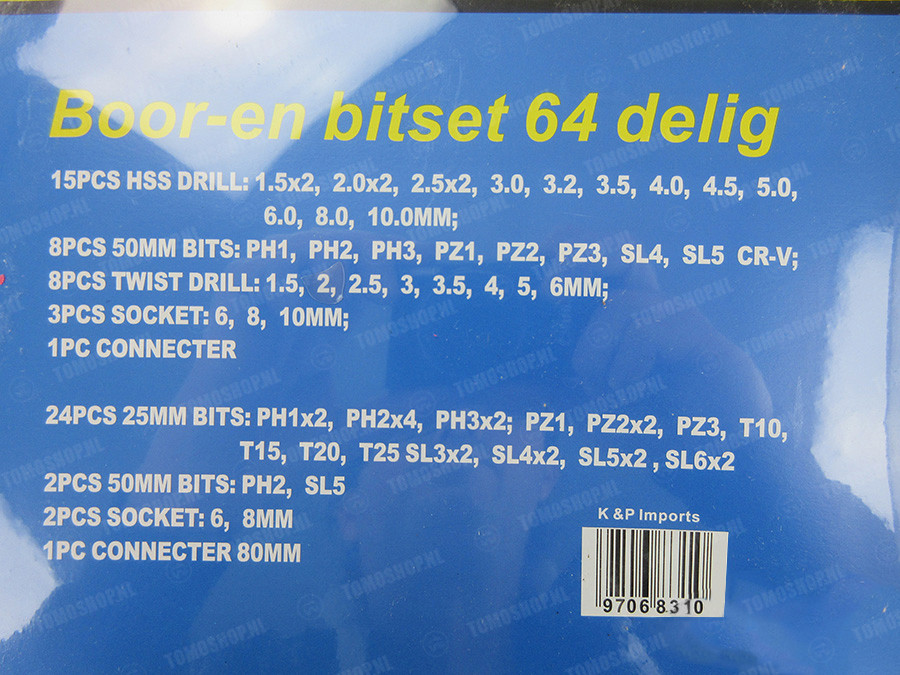 Boor-en bitset 64 delig
15PCS HSS DRILL: 1.5x2, 2.0x2, 2.5x2, 3.0, 3.2, 3.5, 4.0, 4.5, 5.0,
6.0, 8.0, 10.0MM;
8PCS 50MM BITS: PH1, PH2, PH3, PZ1, PZ2, PZ3, SL4, SL5 CR-V;
8PCS TWIST DRILL: 1.5, 2, 2.5, 3, 3.5, 4, 5, 6MM;
3PCS SOCKET: 6, 8, 10MM;
1PC CONNECTER
24PCS 25MM BITS: PH1x2, PH2x4, PH3x2; PZ1, PZ2x2, PZ3, T10,
T15, T20, T25 SL3x2, SL4x2, SL5x2 , SL6x2
2PCS 50MM BITS: PH2, SL5
2PCS SOCKET: 6, 8MM
1PC CONNECTER 80MM
K &P Imports
97068310
TOMOSHOP.NL